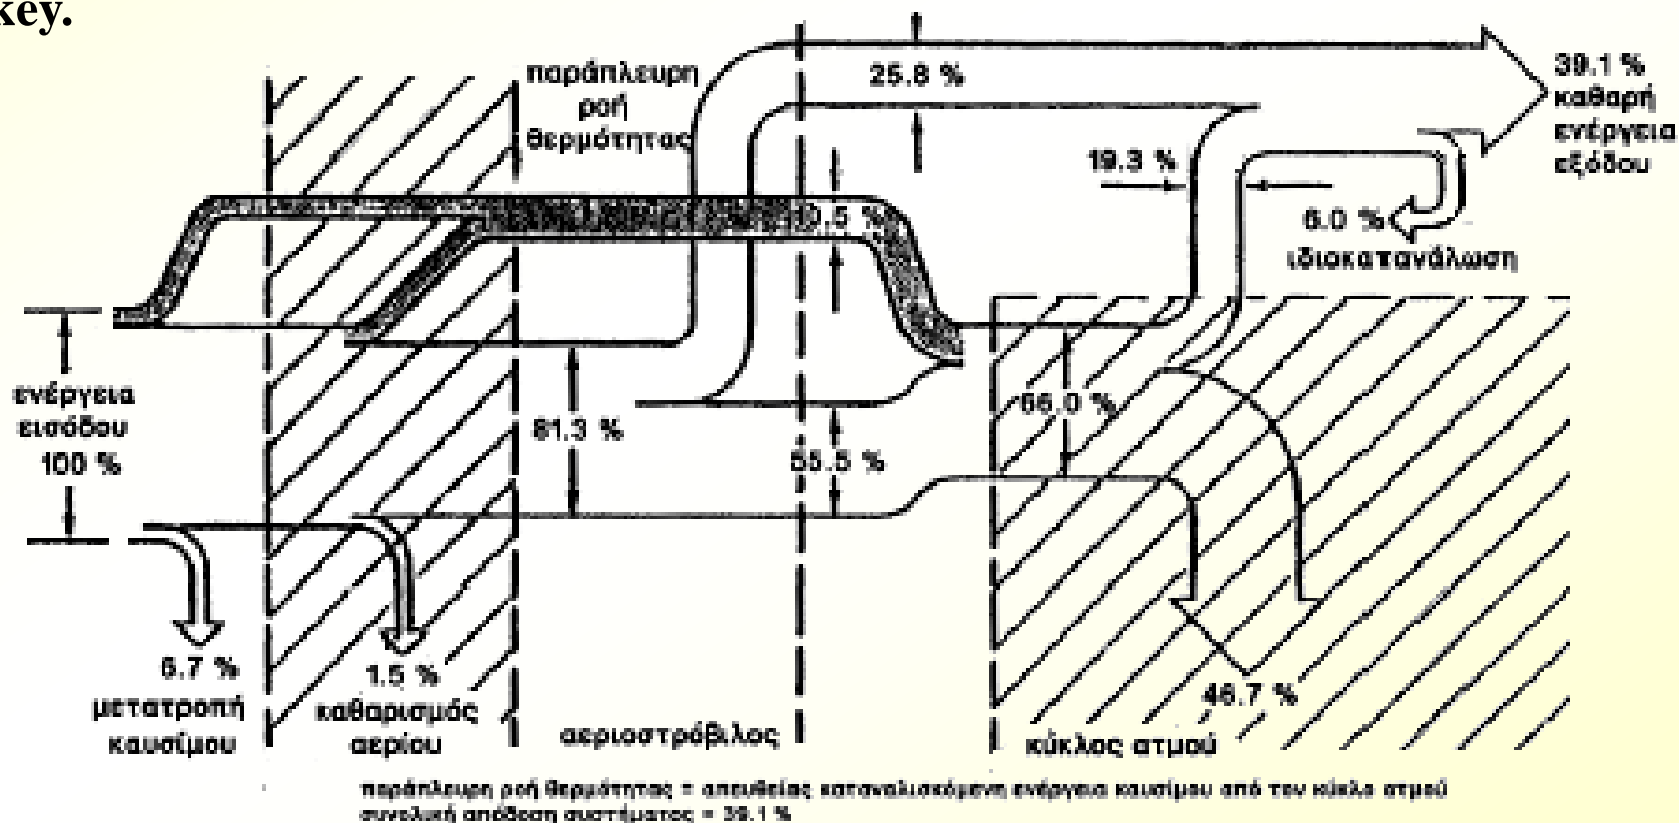 key.
παράπλευρη
ροή
θερμότητας
25.8 %
39.1 %
καθαρή
ενέργεια
εξόδου
19.3 %
6.0 %
ιδιοκατανάλωση
ενέργεια
εισόδου
100 %
81.3 %
55.5 %
66.0 %
6.7 %
μετατροπή
καυσίμου
1.5 %
καθαρισμός
αερίου
αεριοστρόβιλος
46.7 %
κύκλος ατμού
παράπλευρη ροή θερμότητας = απευθείας καταναλισκόμενη ενέργεια καυσίμου από τον κύκλο ατμού
συνολική απόδοση συστήματος = 39.1 %